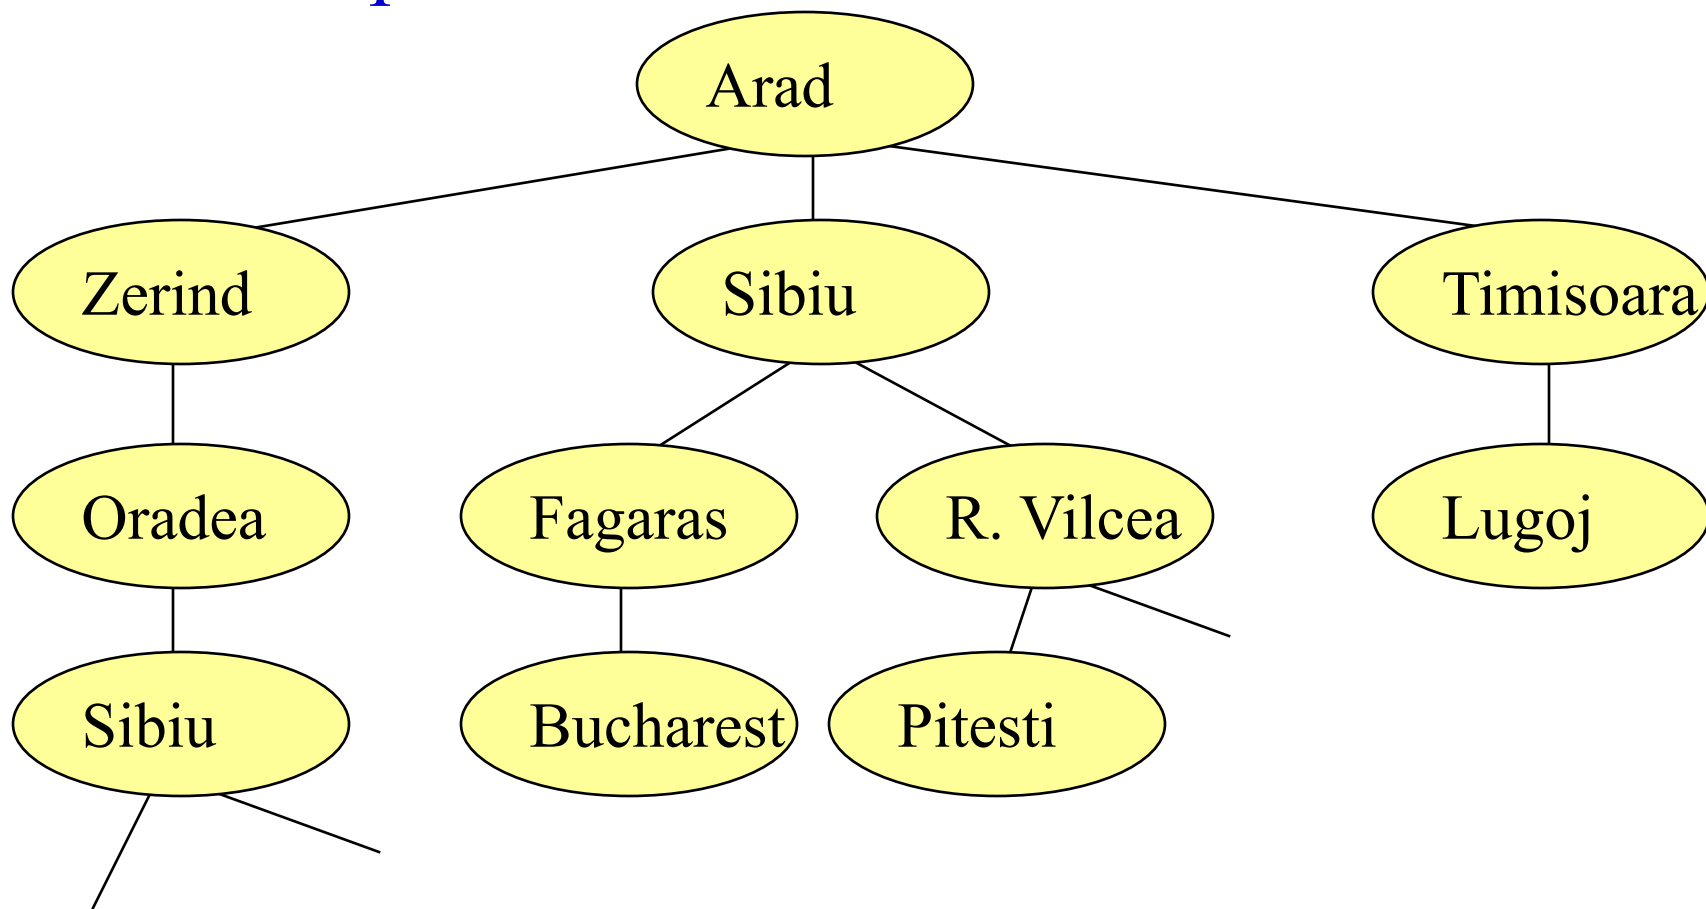 Arad
Zerind Sibiu Timisoara
Oradea Fagaras R. Vilcea Lugoj
Sibiu Bucharest Pitesti